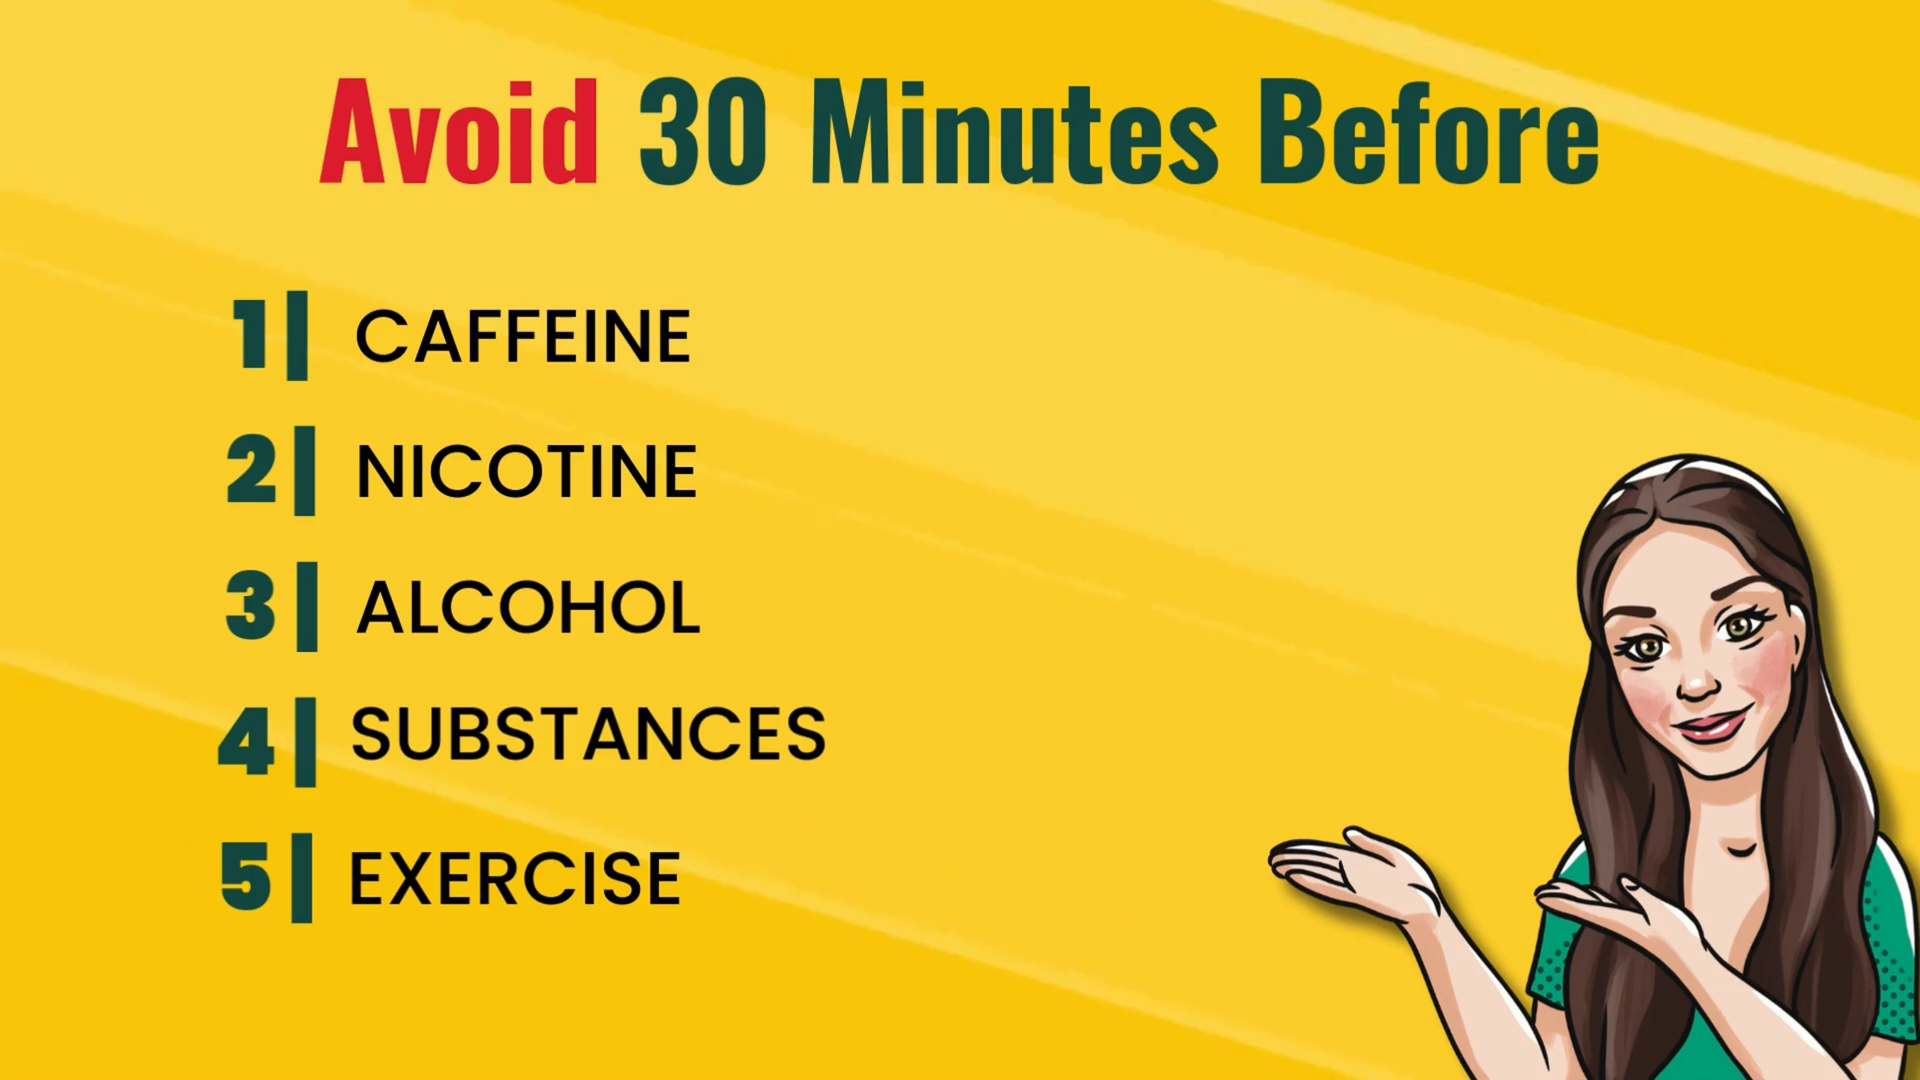 Avoid 30 Minutes Before
1| CAFFEINE
2| NICOTINE
3| ALCOHOL
4| SUBSTANCES
5| EXERCISE